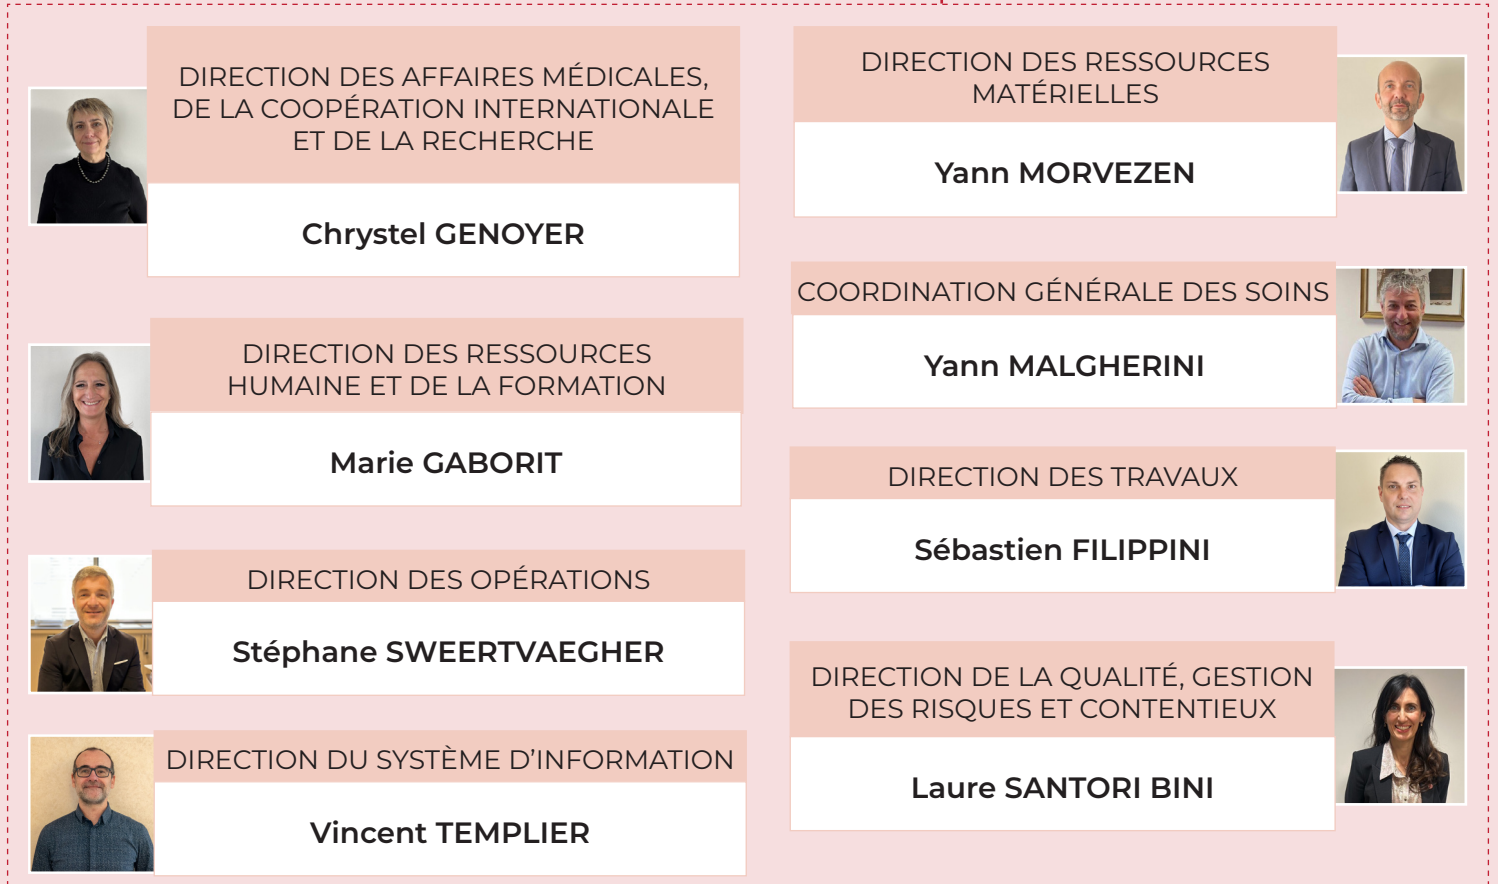 DIRECTION DES AFFAIRES MÉDICALES,
DE LA COOPÉRATION INTERNATIONALE
ET DE LA RECHERCHE
Chrystel GENOYER
DIRECTION DES RESSOURCES
HUMAINE ET DE LA FORMATION
Marie GABORIT
DIRECTION DES OPÉRATIONS
Stéphane SWEERTVAEGHER
DIRECTION DU SYSTÈME D’INFORMATION
Vincent TEMPLIER
DIRECTION DES RESSOURCES
MATÉRIELLES
Yann MORVEZEN
COORDINATION GÉNÉRALE DES SOINS
Yann MALGHERINI
DIRECTION DES TRAVAUX
Sébastien FILIPPINI
DIRECTION DE LA QUALITÉ, GESTION
DES RISQUES ET CONTENTIEUX
Laure SANTORI BINI